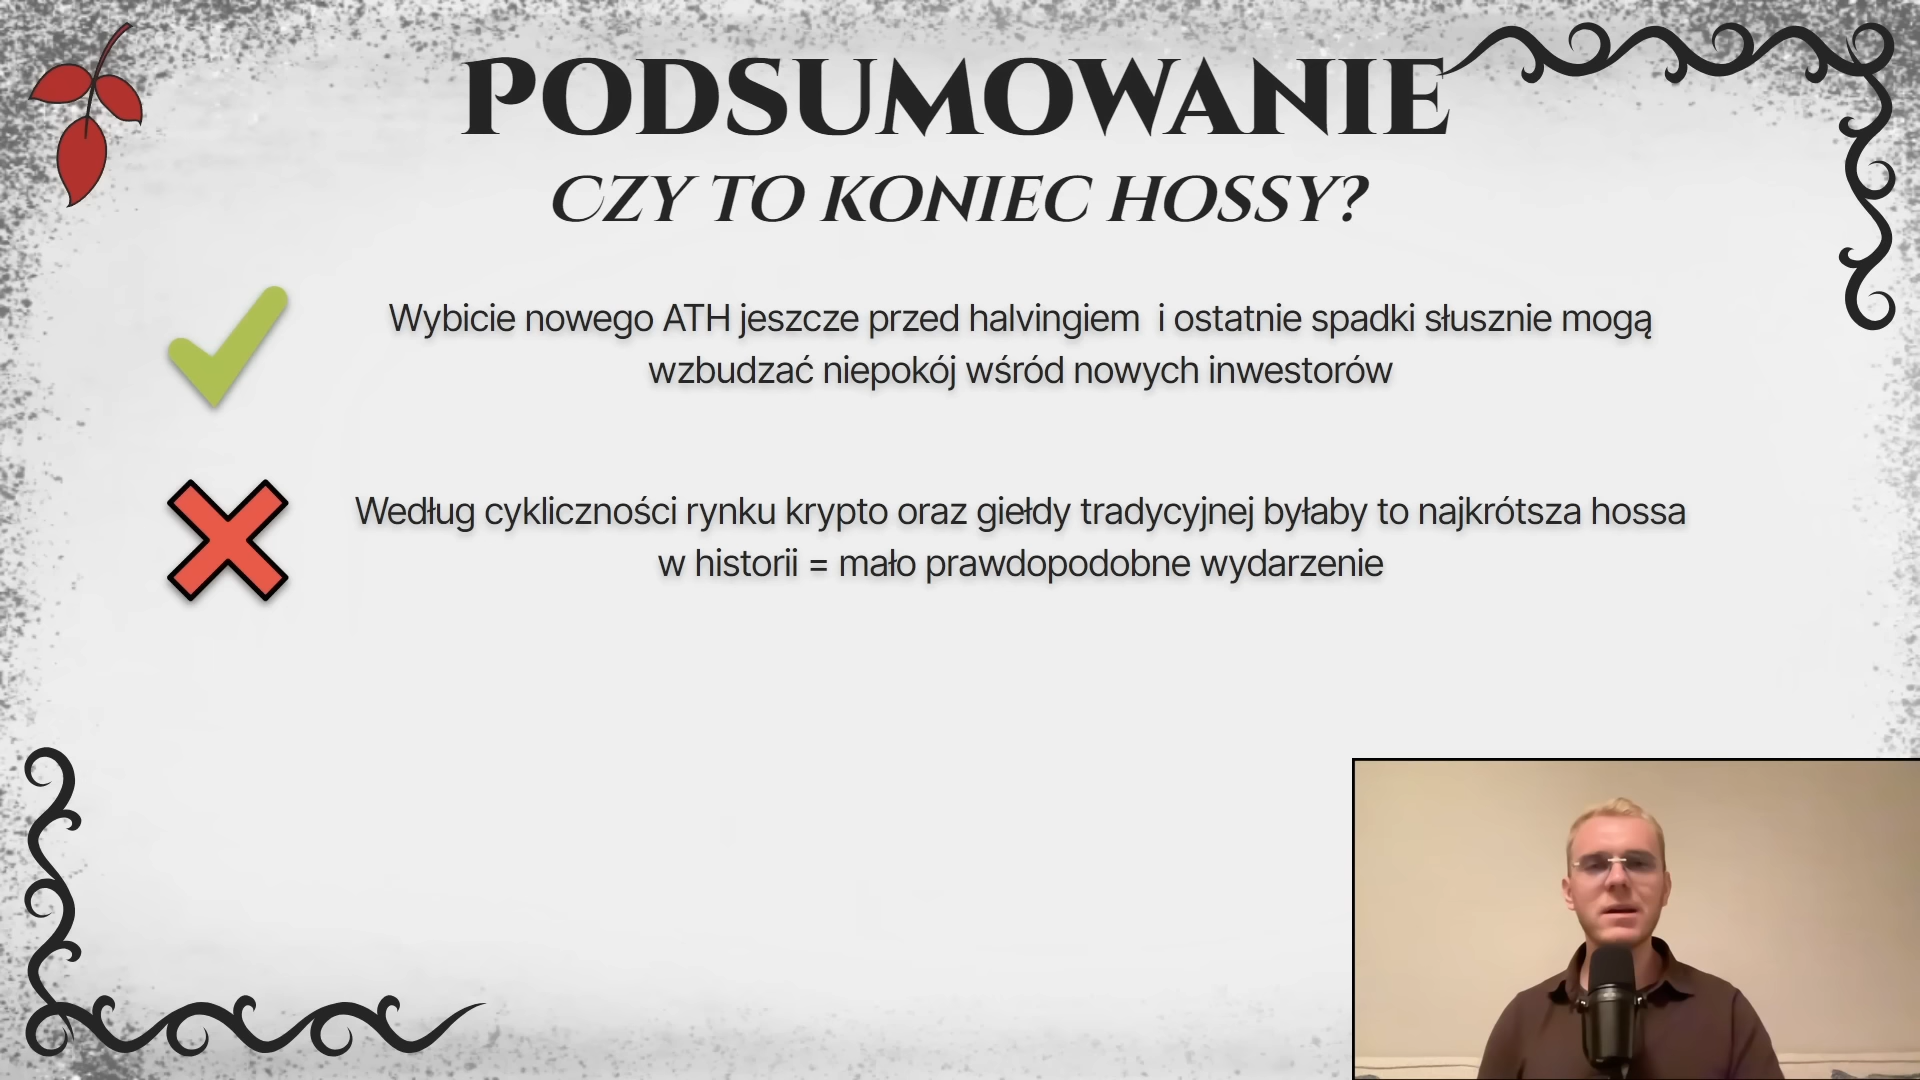 PODSUMOWANIE
CZY TO KONIEC HOSSY?
Wybicie nowego ATH jeszcze przed halvingiem i ostatnie spadki słusznie mogą
wzbudzać niepokój wśród nowych inwestorów
Według cykliczności rynku krypto oraz giełdy tradycyjnej byłaby to najkrótsza hossa
w historii = mało prawdopodobne wydarzenie